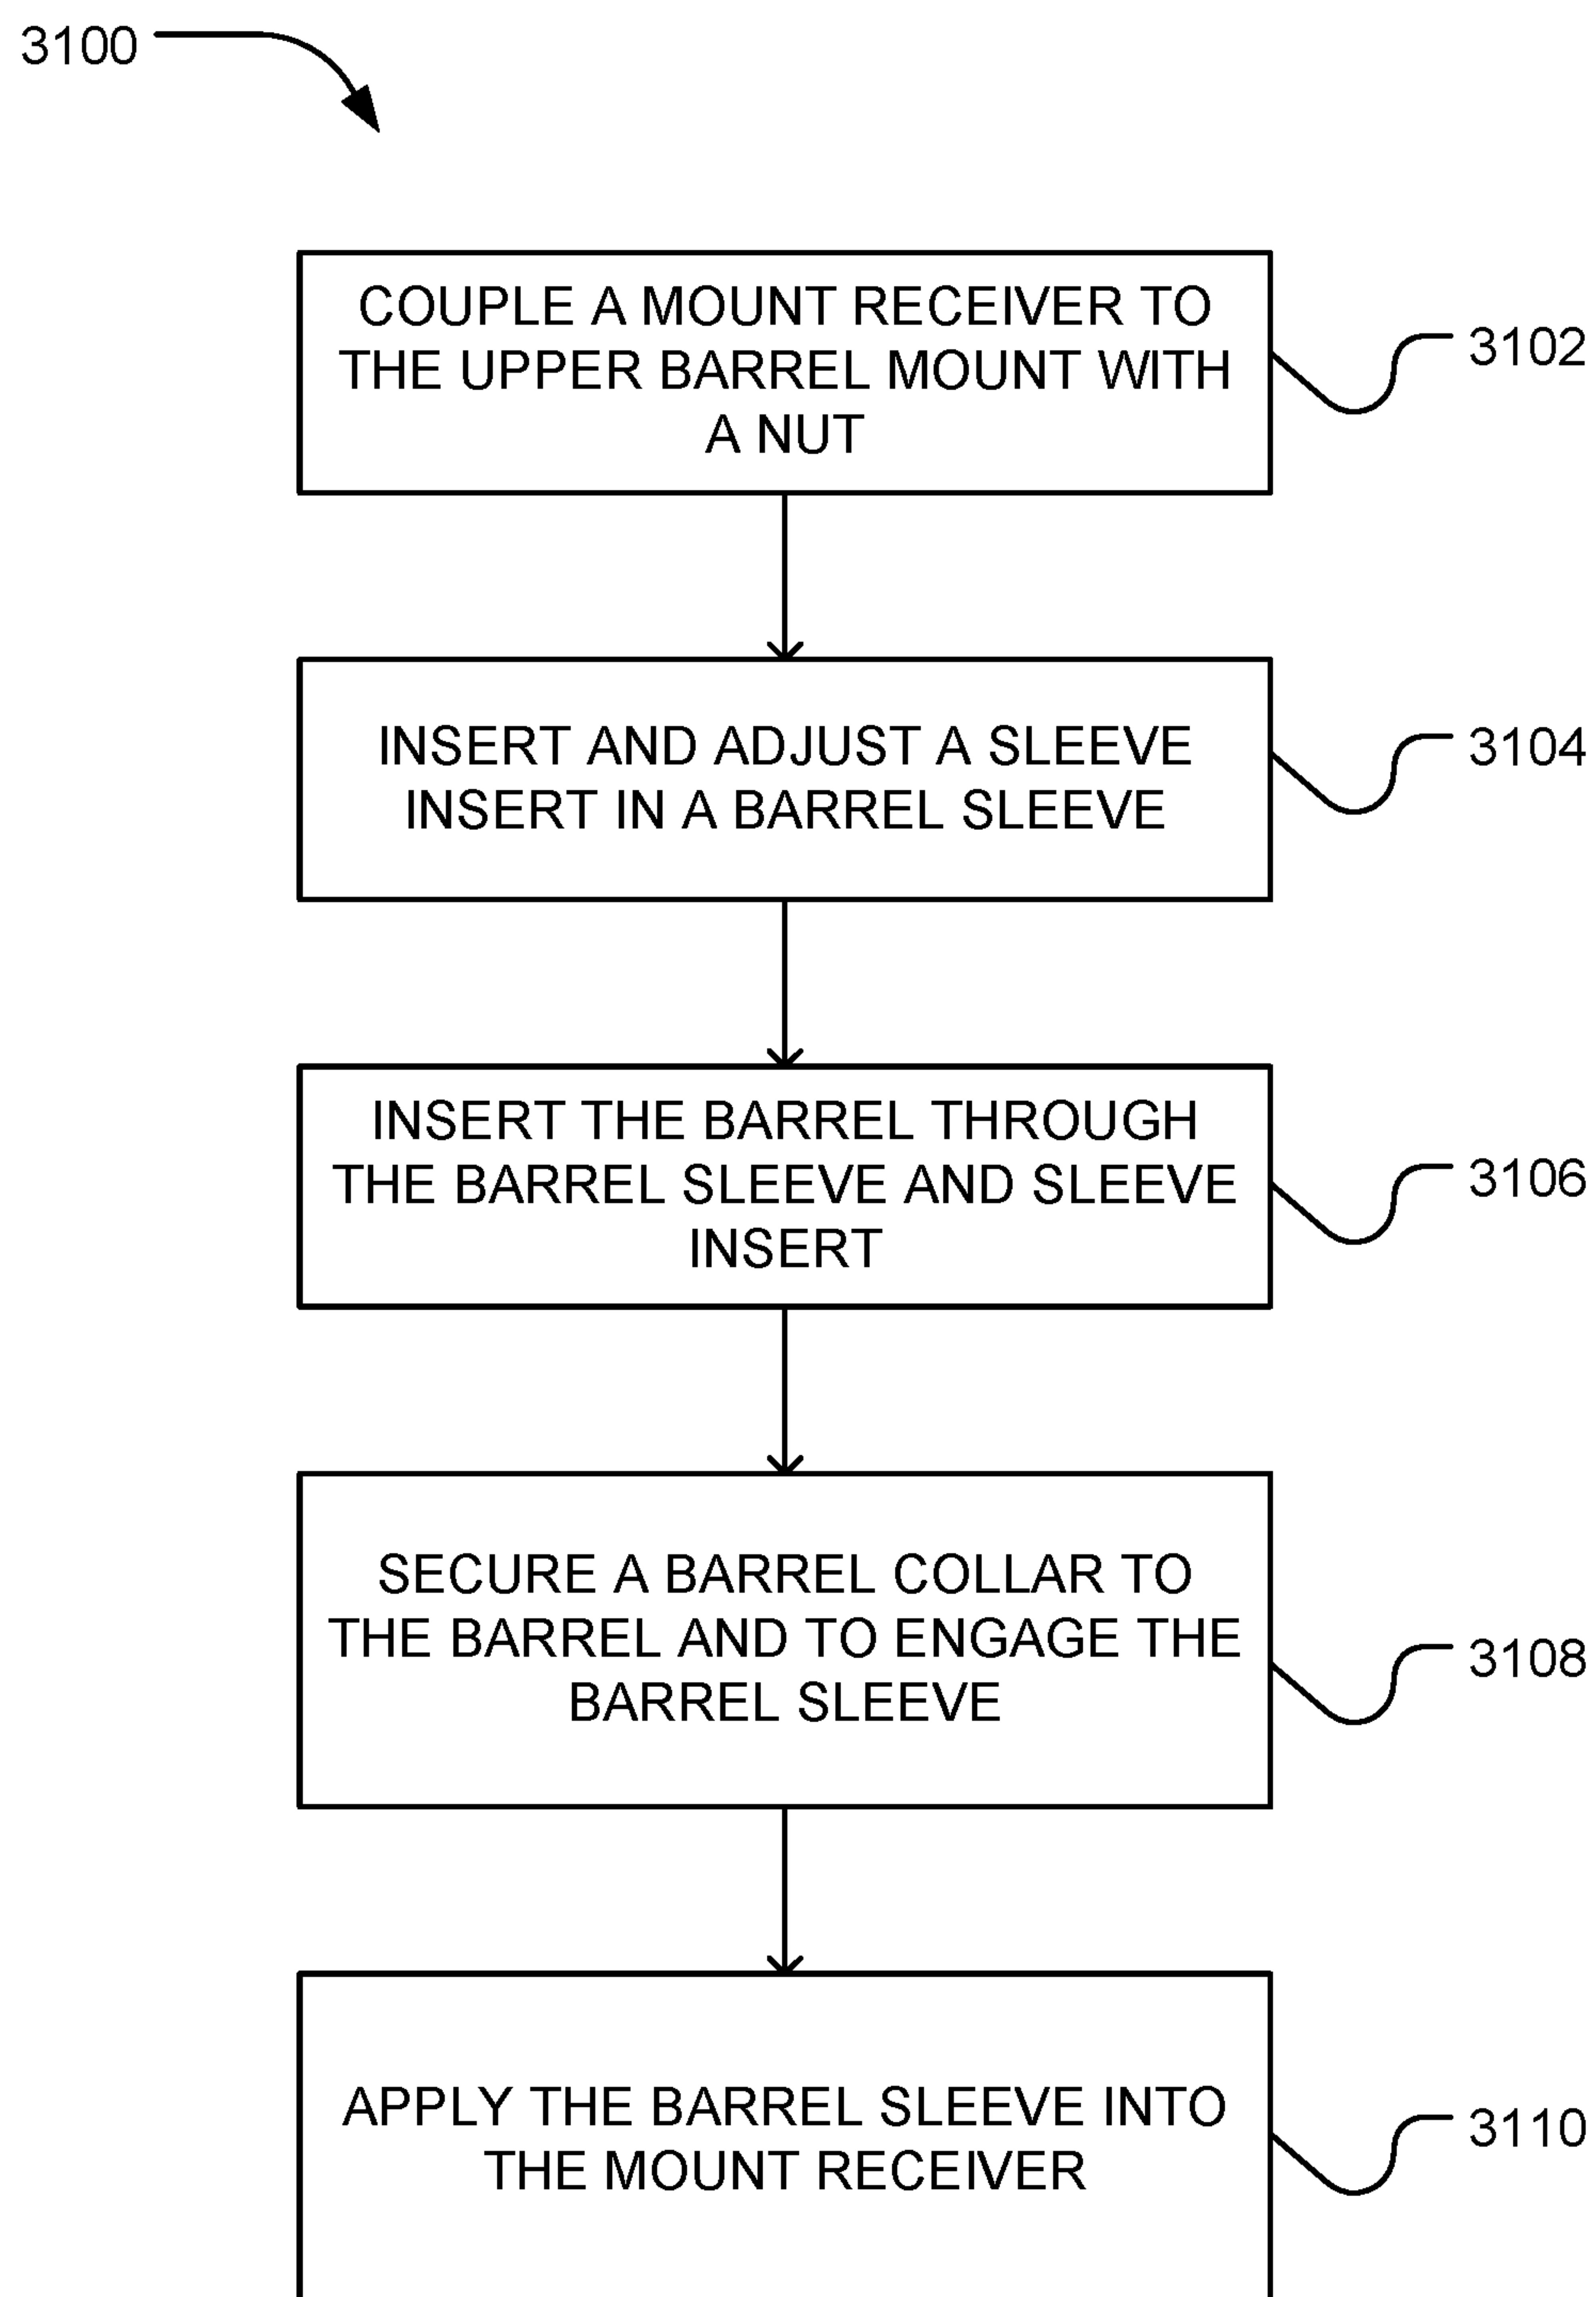 3100
COUPLE A MOUNT RECEIVER TO
THE UPPER BARREL MOUNT WITH
A NUT
3102
INSERT AND ADJUST A SLEEVE
INSERT IN A BARREL SLEEVE
3104
INSERT THE BARREL THROUGH
THE BARREL SLEEVE AND SLEEVE
INSERT
3106
SECURE A BARREL COLLAR TO
THE BARREL AND TO ENGAGE THE
BARREL SLEEVE
3108
APPLY THE BARREL SLEEVE INTO
THE MOUNT RECEIVER
3110